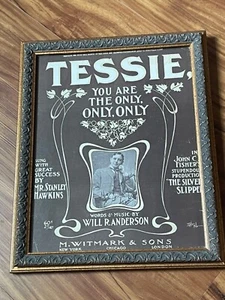 TESSIE,
YOU ARE
THE ONLY,
ONLY, ONLY
SUNG
WITH
GREAT
SUCCESS
BY
MR. STANLEY
HAWKINS
IN
JOHN C.
FISHER'S
STUPENDOUS
PRODUCTION
THE SILVER
SLIPPER
WORDS & MUSIC BY
WILL R. ANDERSON
M. WITMARK & SONS
NEW YORK
CHICAGO
LONDON